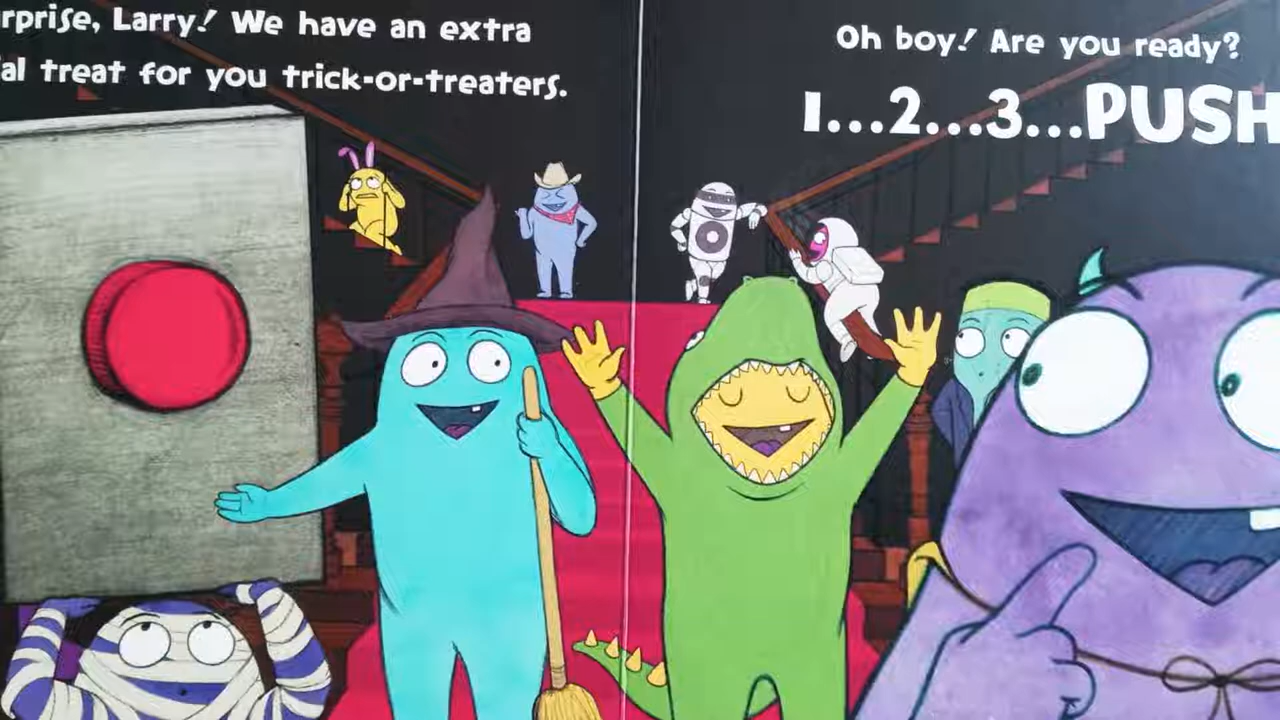 rprise, Larry! We have an extra
ial treat for you trick-or-treaters.
Oh boy! Are you ready?
1...2...3...PUSH